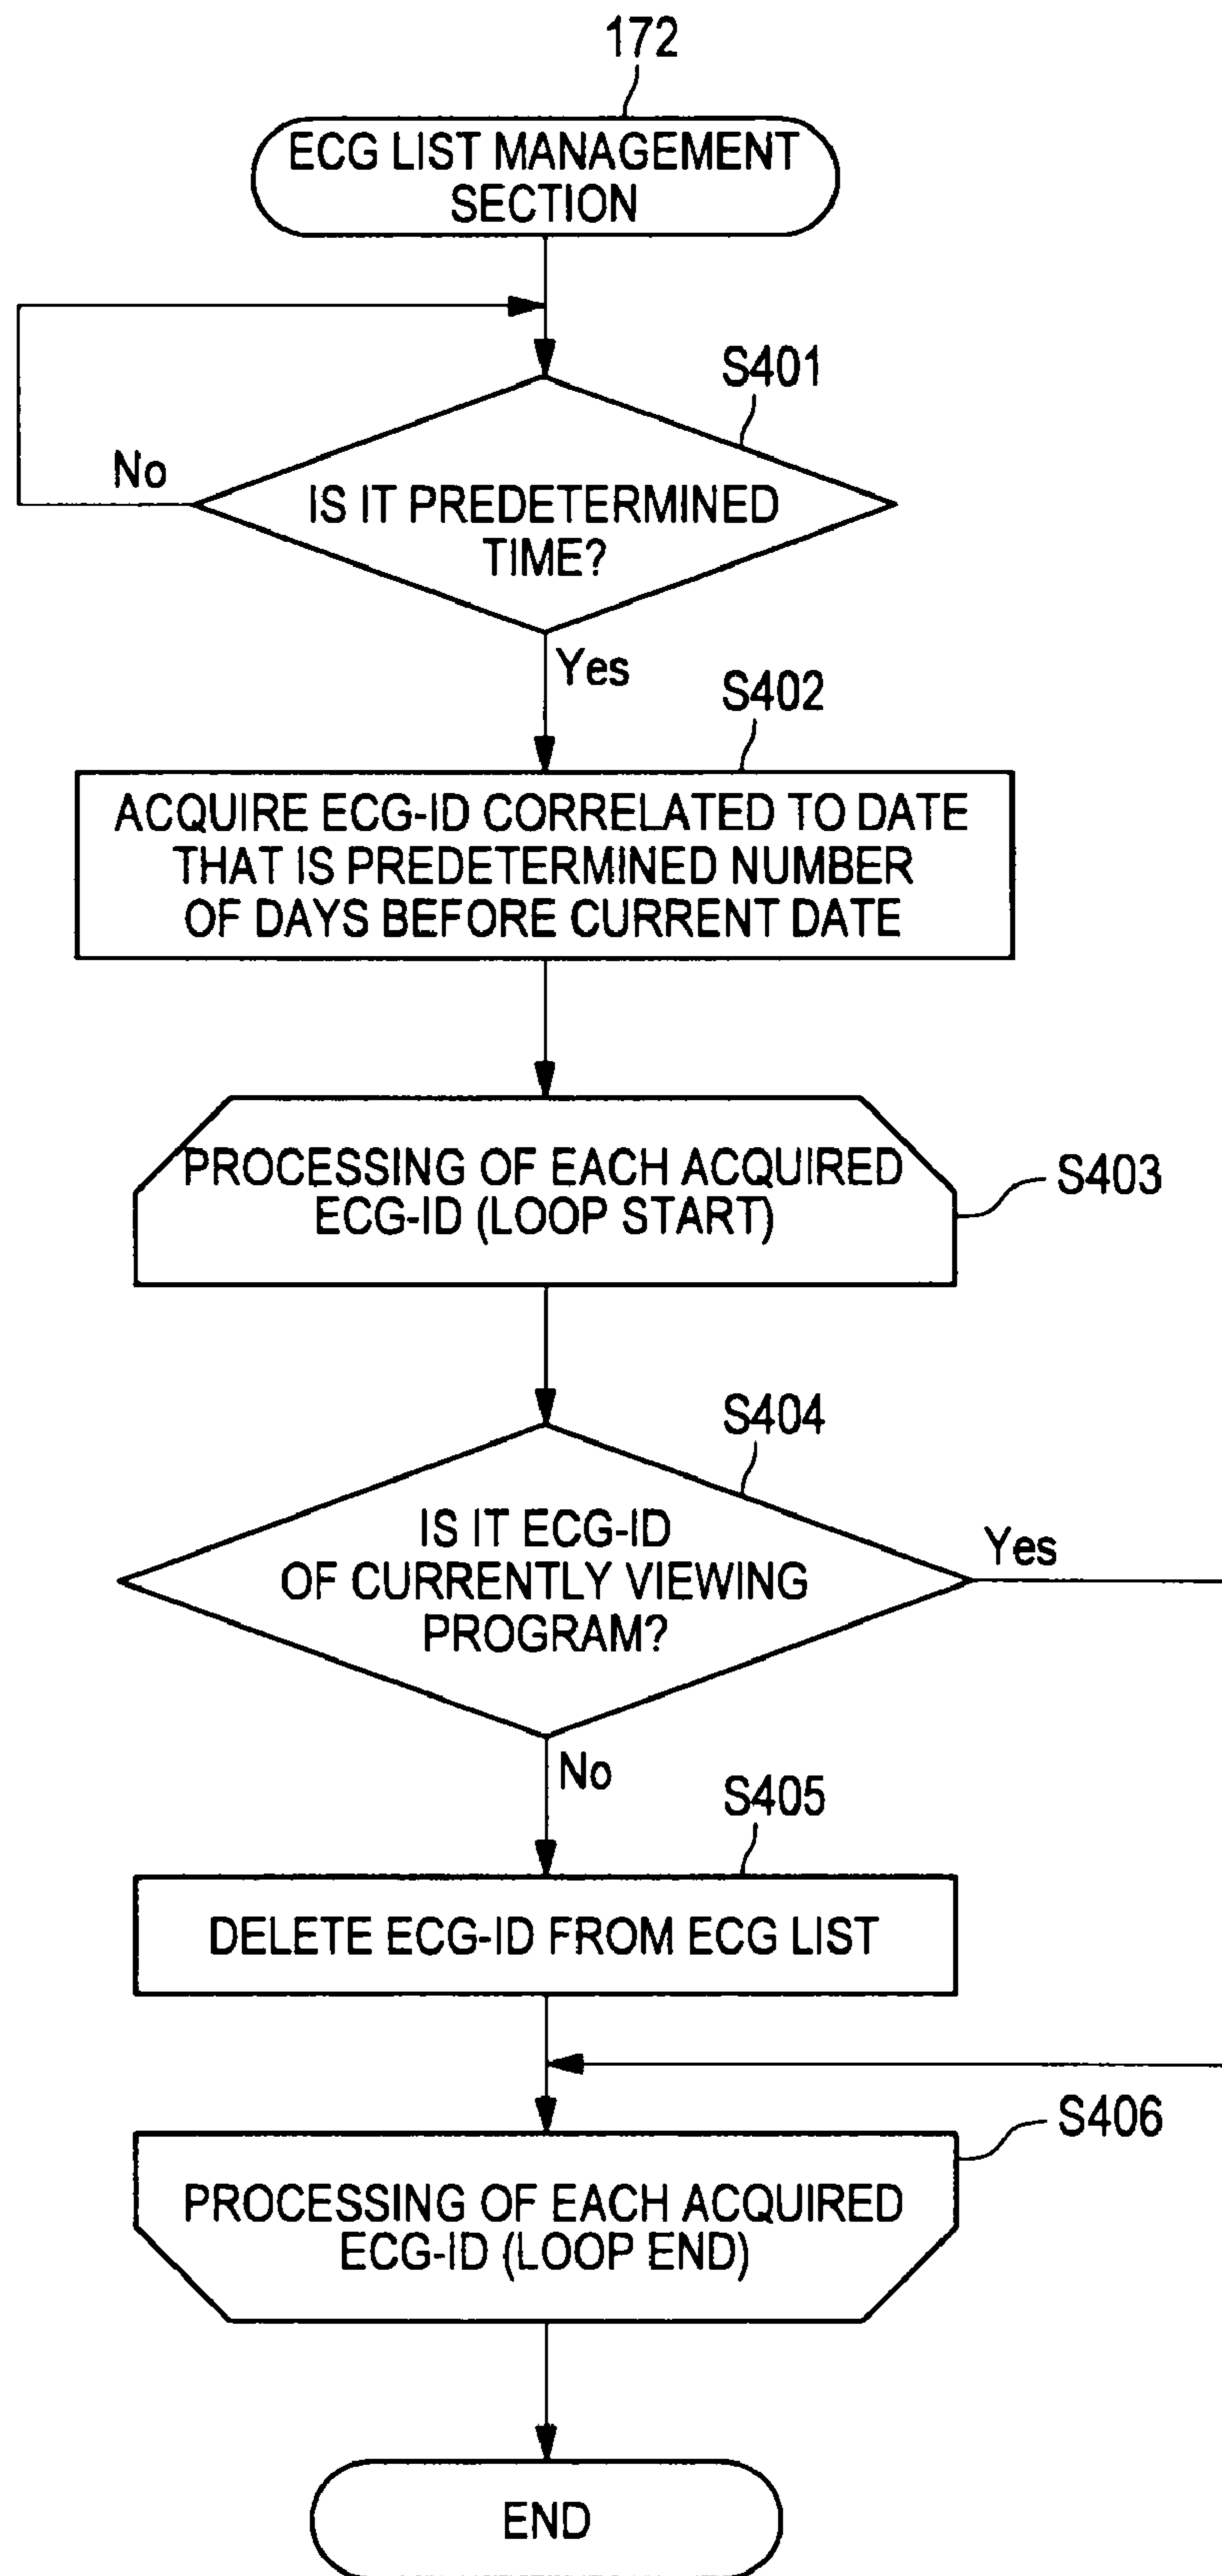 172
ECG LIST MANAGEMENT
SECTION
S401
No
IS IT PREDETERMINED
TIME?
Yes
S402
ACQUIRE ECG-ID CORRELATED TO DATE
THAT IS PREDETERMINED NUMBER
OF DAYS BEFORE CURRENT DATE
PROCESSING OF EACH ACQUIRED
ECG-ID (LOOP START)
S403
S404
IS IT ECG-ID
OF CURRENTLY VIEWING
PROGRAM?
Yes
No
S405
DELETE ECG-ID FROM ECG LIST
S406
PROCESSING OF EACH ACQUIRED
ECG-ID (LOOP END)
END